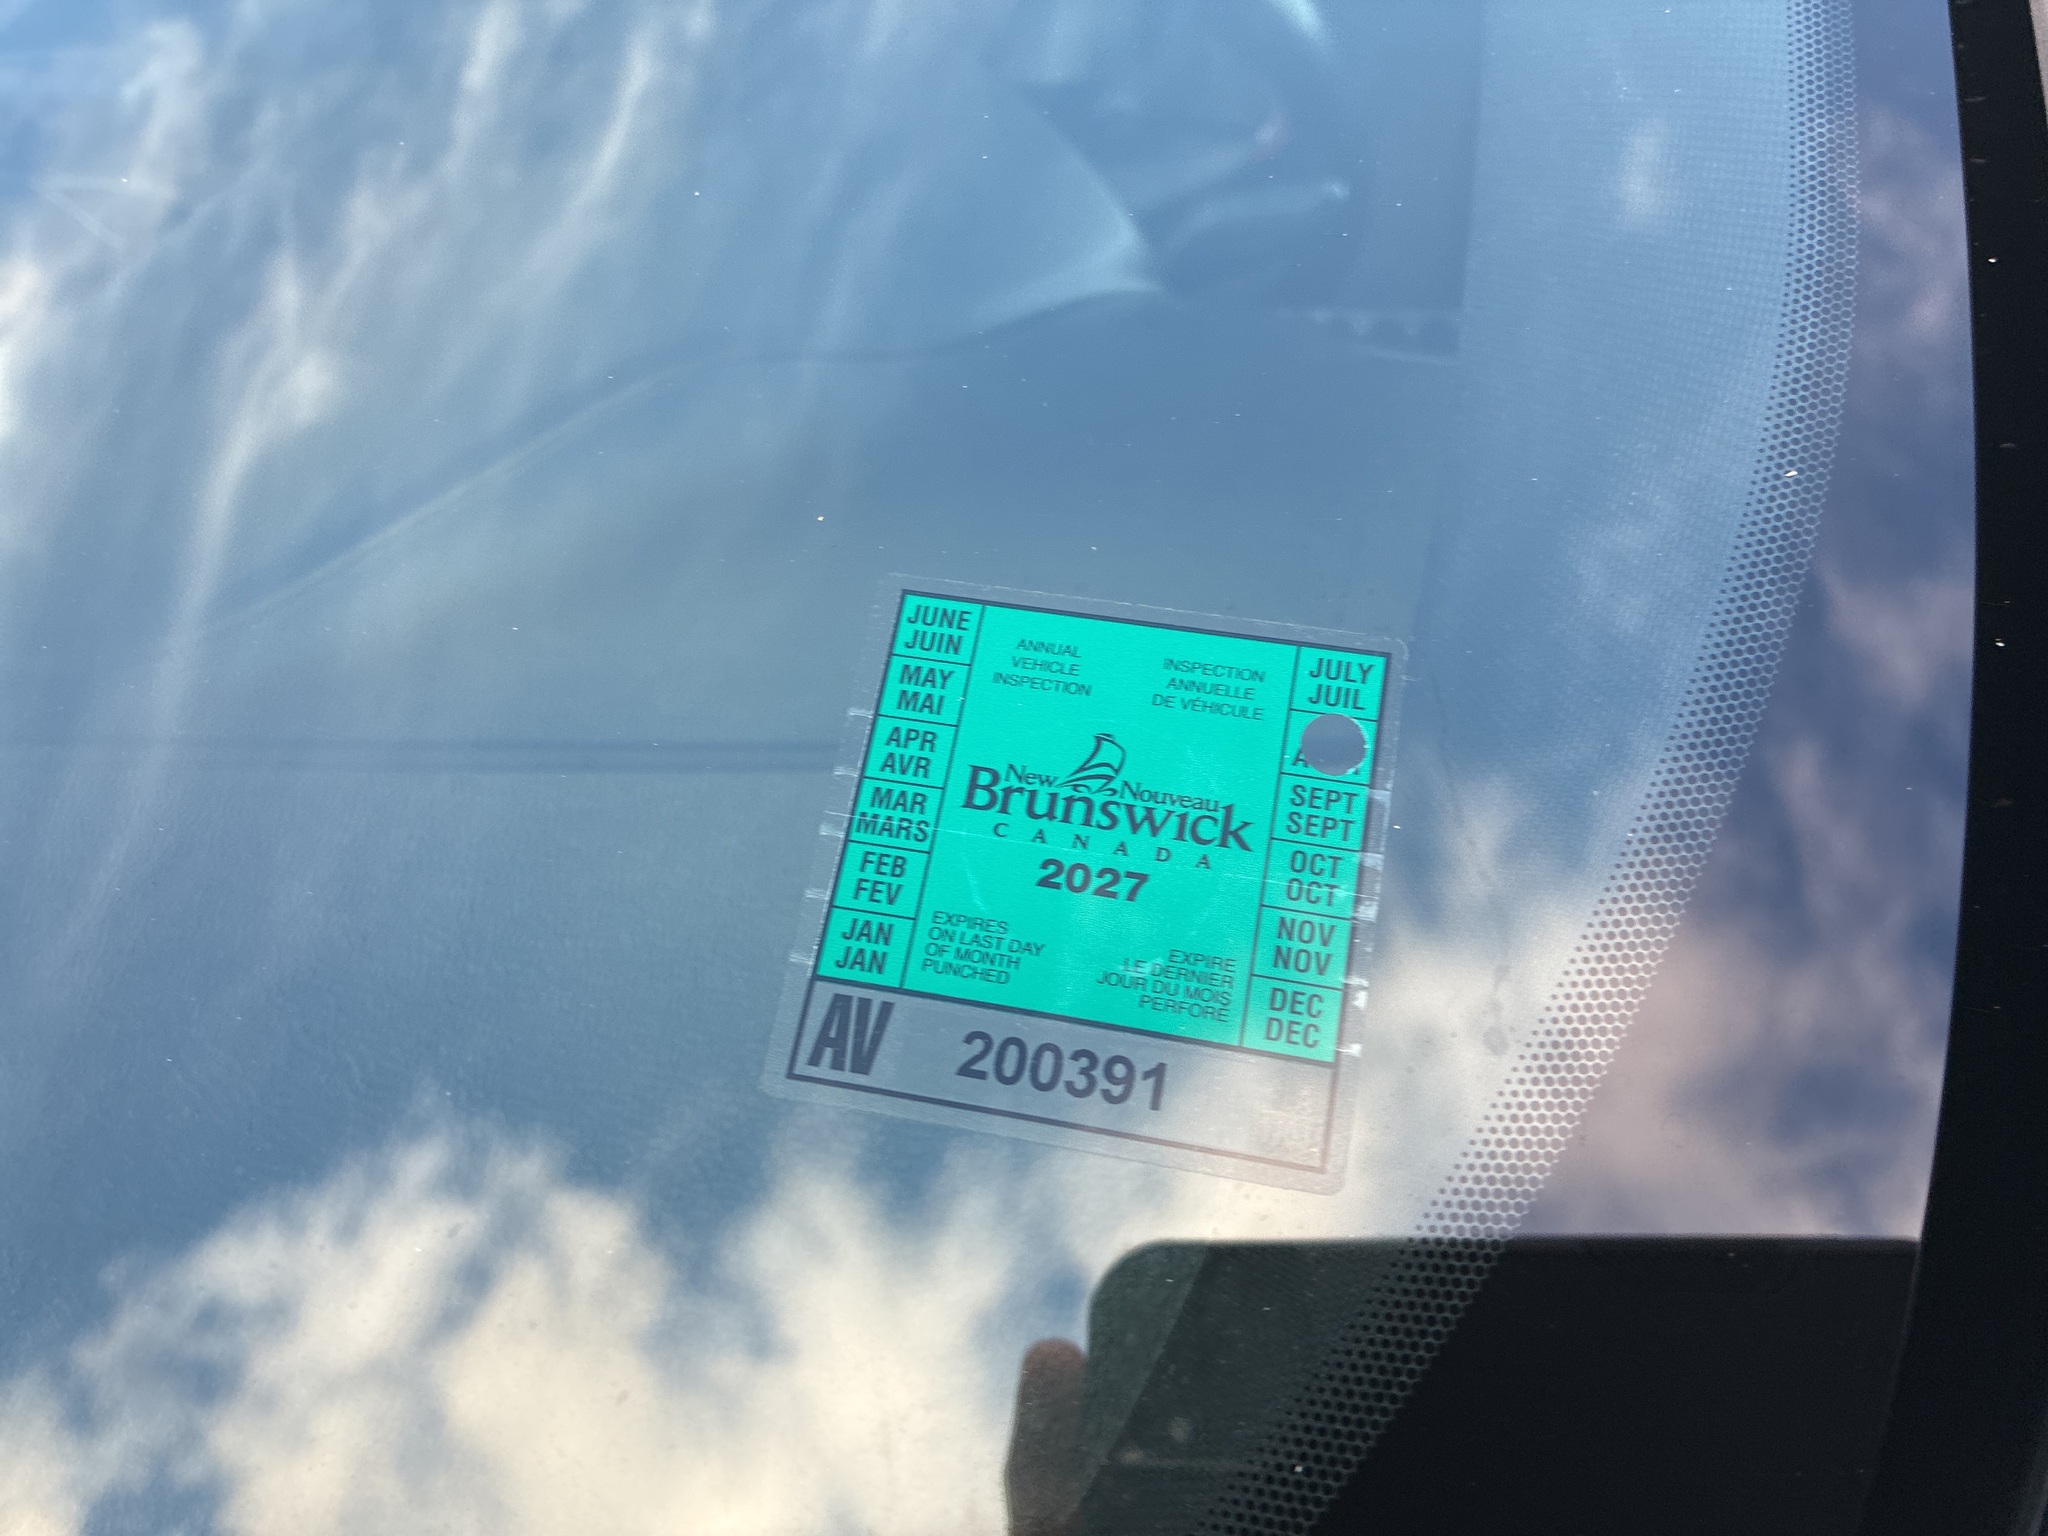 JUNE
JUIN
MAY
MAI
APR
AVR
MAR
MARS
FEB
FEV
JAN
JAN
ANNUAL
VEHICLE
INSPECTION
INSPECTION
ANNUELLE
DE VÉHICULE
New Nouveau
Brunswick
CANADA
2027
EXPIRES
ON LAST DAY
OF MONTH
PUNCHED
EXPIRE
LE DERNIER
JOUR DU MOIS
PERFORÉ
JULY
JUIL
SEPT
SEPT
OCT
OCT
NOV
NOV
DEC
DEC
AV 200391